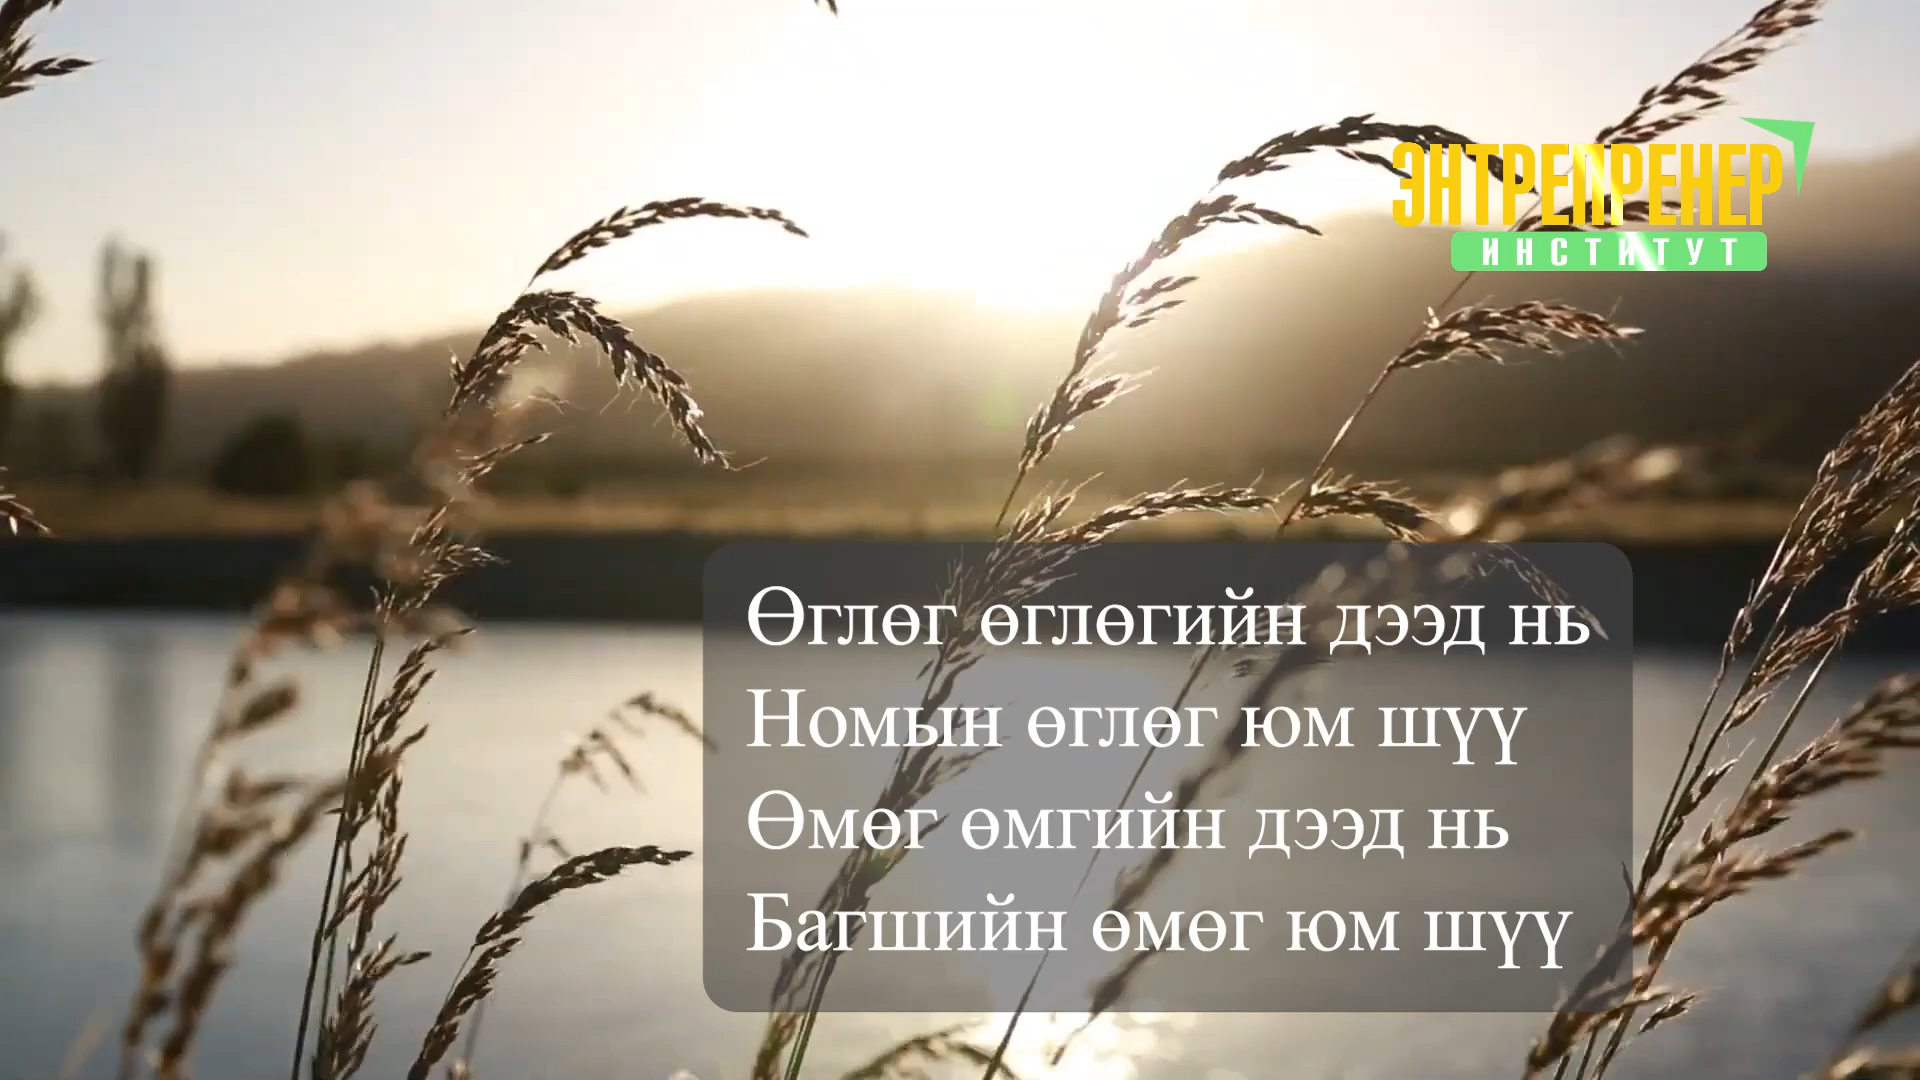 ЭНТРЕПРЕНЕР
ИНСТИТУТ
Өглөг өглөгийн дээд нь
Номын өглөг юм шүү
Өмөг өмгийн дээд нь
Багшийн өмөг юм шүү